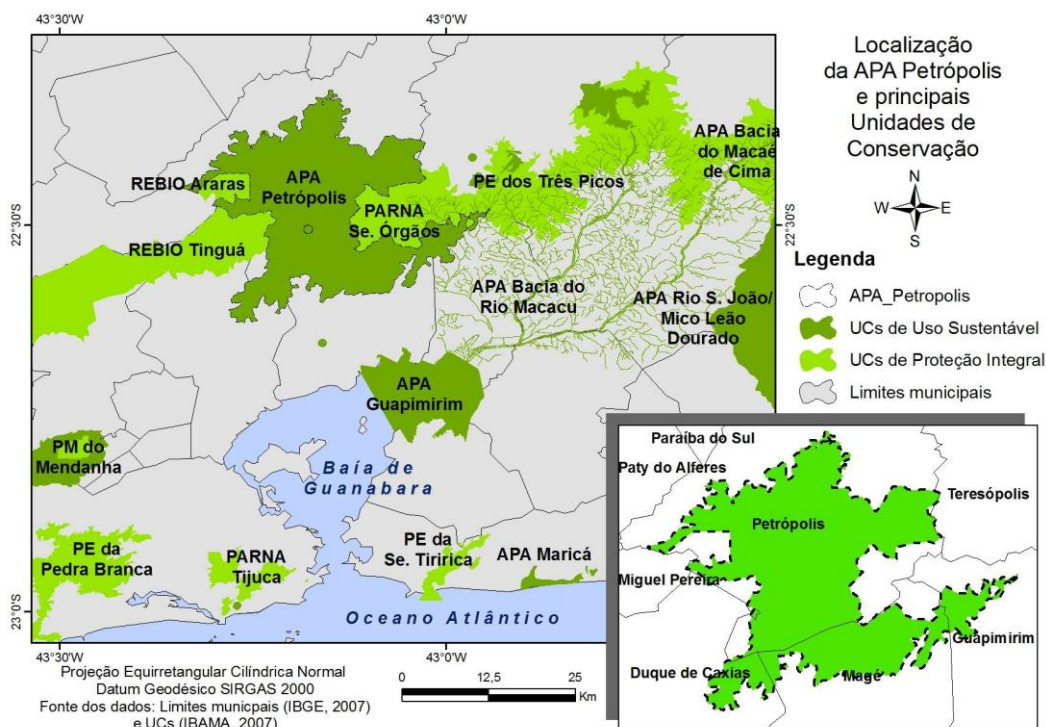 43°30'W
43°0'W
Localização
da APA Petrópolis
e principais
Unidades de
Conservação
N
W
E
S
22°30'S
22°30'S
23°0'S
APA Bacia
do Macaé
de Cima
REBIO Araras
APA
Petrópolis
PE dos Três Picos
PARNA
Se. Órgãos
REBIO Tinguá
APA Bacia do
Rio Macacu
APA Rio S. João/
Mico Leão
Dourado
APA
Guapimirim
PM do
Mendanha
Baía de
Guanabara
PE da
Pedra Branca
PARNA
Tijuca
PE da
Se. Tiririca
APA Maricá
Oceano Atlântico
Legenda
APA_Petropolis
UCs de Uso Sustentável
UCs de Proteção Integral
Limites municipais
Paraíba do Sul
Paty do Alferes
Teresópolis
Petrópolis
Miguel Pereira
Guapimirim
Duque de Caxias
Magé
43°30'W
43°0'W
Projeção Equirretangular Cilíndrica Normal
Datum Geodésico SIRGAS 2000
Fonte dos dados: Limites municpais (IBGE, 2007)
e UCs (IBAMA, 2007)
0
12,5
25
Km